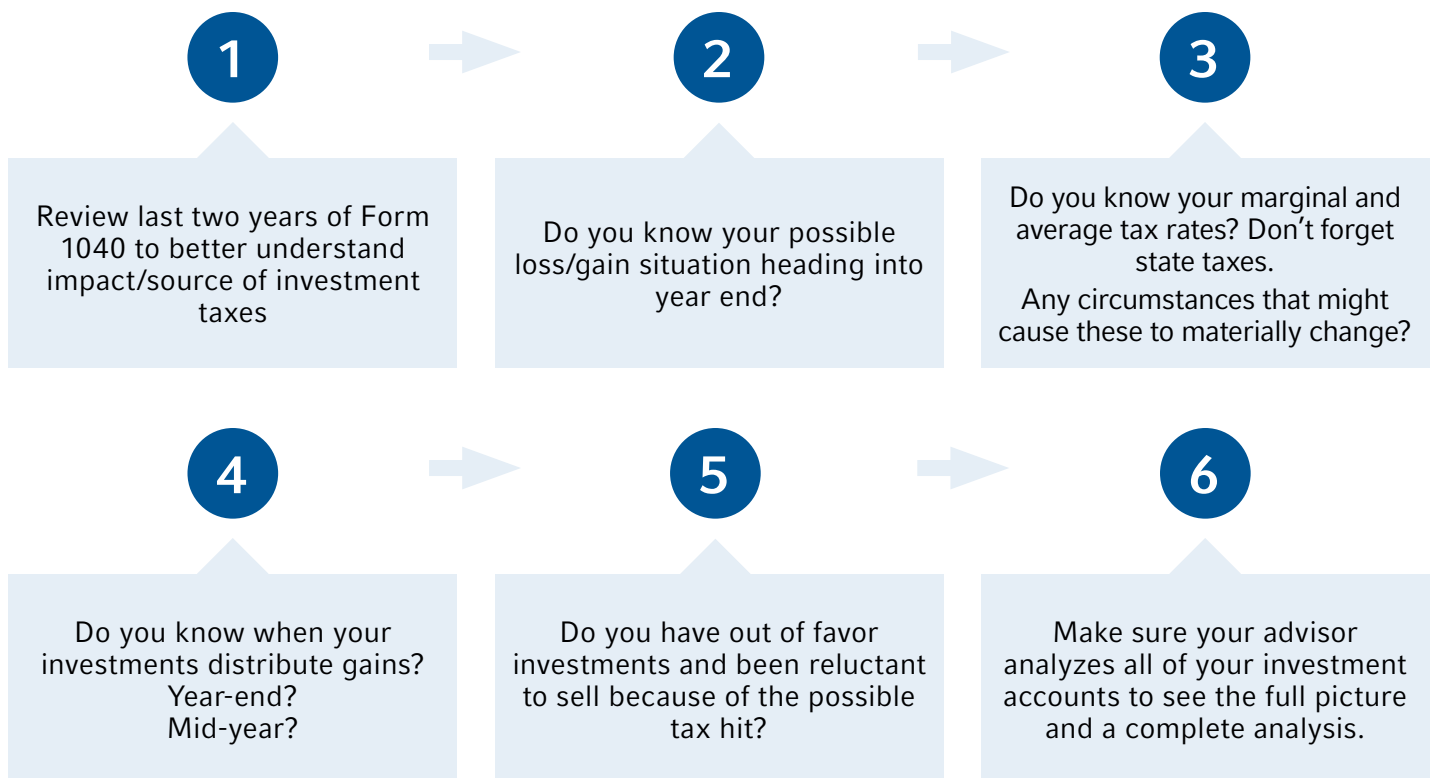 1
Review last two years of Form
1040 to better understand
impact/source of investment
taxes
2
Do you know your possible
loss/gain situation heading into
year end?
3
Do you know your marginal and
average tax rates? Don’t forget
state taxes.
Any circumstances that might
cause these to materially change?
4
Do you know when your
investments distribute gains?
Year-end?
Mid-year?
5
Do you have out of favor
investments and been reluctant
to sell because of the possible
tax hit?
6
Make sure your advisor
analyzes all of your investment
accounts to see the full picture
and a complete analysis.